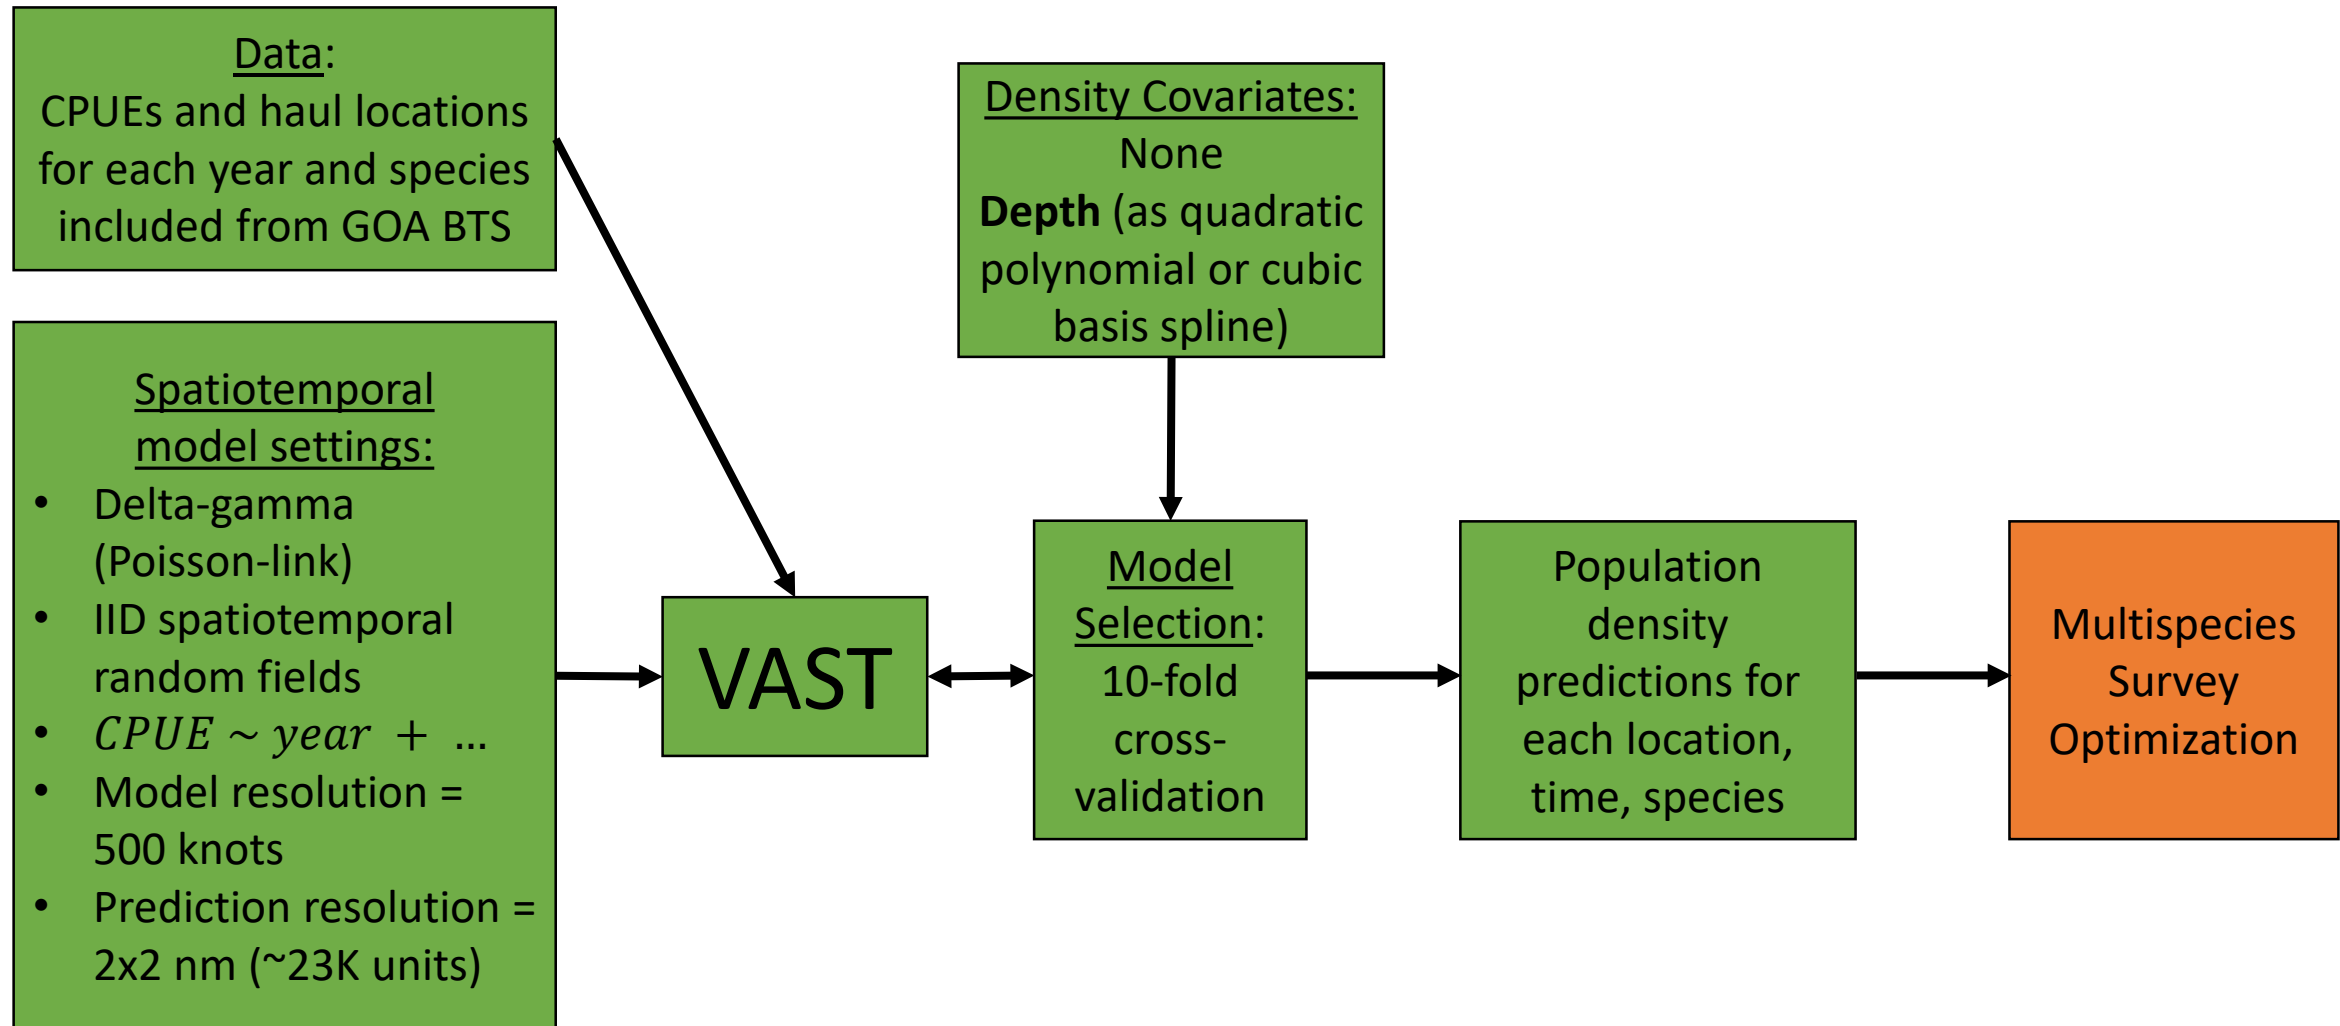 Data:
CPUEs and haul locations
for each year and species
included from GOA BTS
Spatiotemporal
model settings:
• Delta-gamma
(Poisson-link)
• IID spatiotemporal
random fields
• CPUE ~ year + ...
• Model resolution =
500 knots
• Prediction resolution =
2x2 nm (~23K units)
VAST
Density Covariates:
None
Depth (as quadratic
polynomial or cubic
basis spline)
Model
Selection:
10-fold
cross-
validation
Population
density
predictions for
each location,
time, species
Multispecies
Survey
Optimization